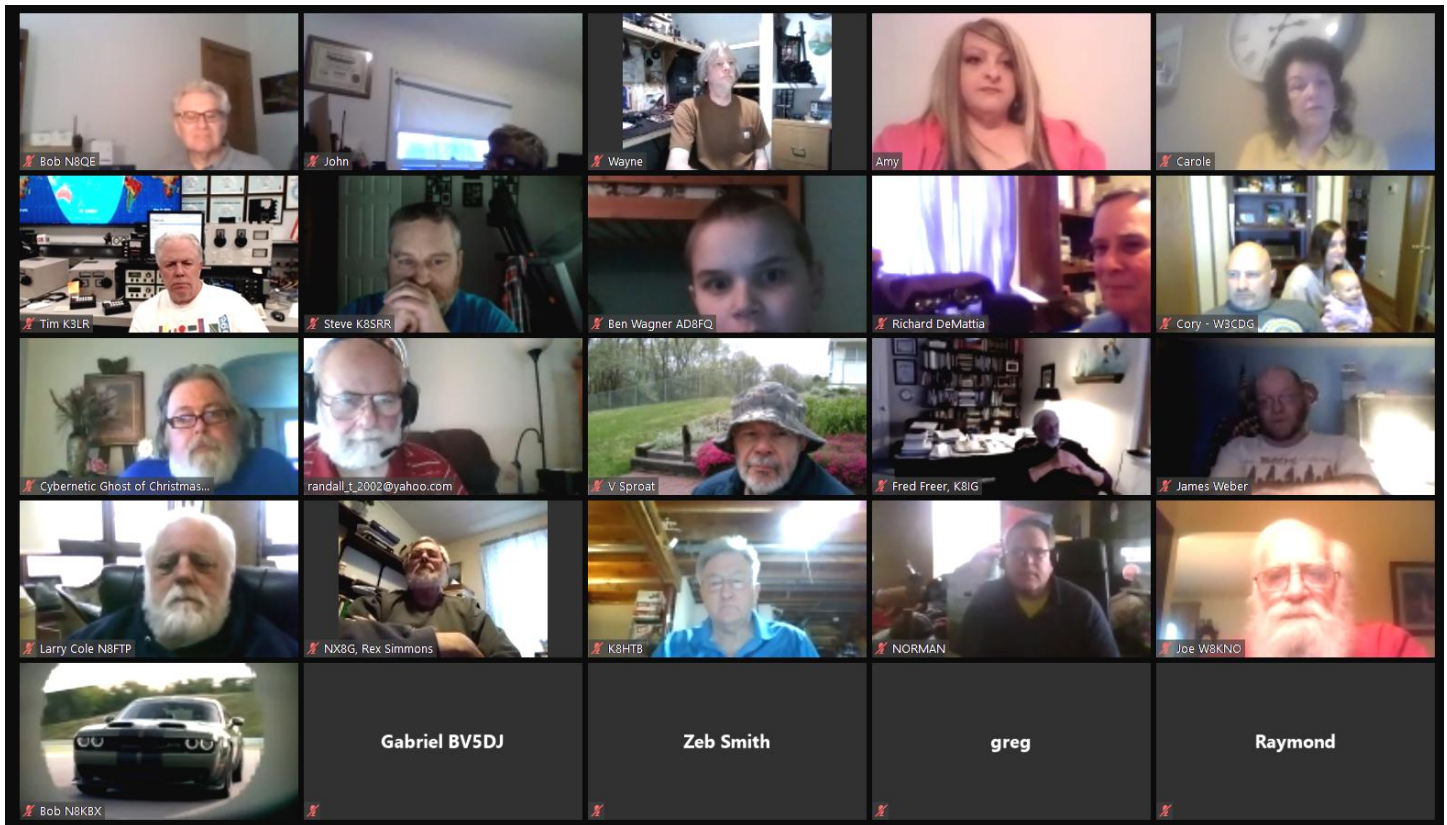 Bob N8QE
John
Wayne
Amy
Carole
Tim K3LR
Steve K8SRR
Ben Wagner AD8FQ
Richard DeMattia
Cory - W3CDG
Cybernetic Ghost of Christmas...
randall_t_2002@yahoo.com
V Sproat
Fred Freer, K8IG
James Weber
Larry Cole N8FTP
NX8G, Rex Simmons
K8HTB
NORMAN
Joe W8KNO
Bob N8KBX
Gabriel BV5DJ
Zeb Smith
greg
Raymond